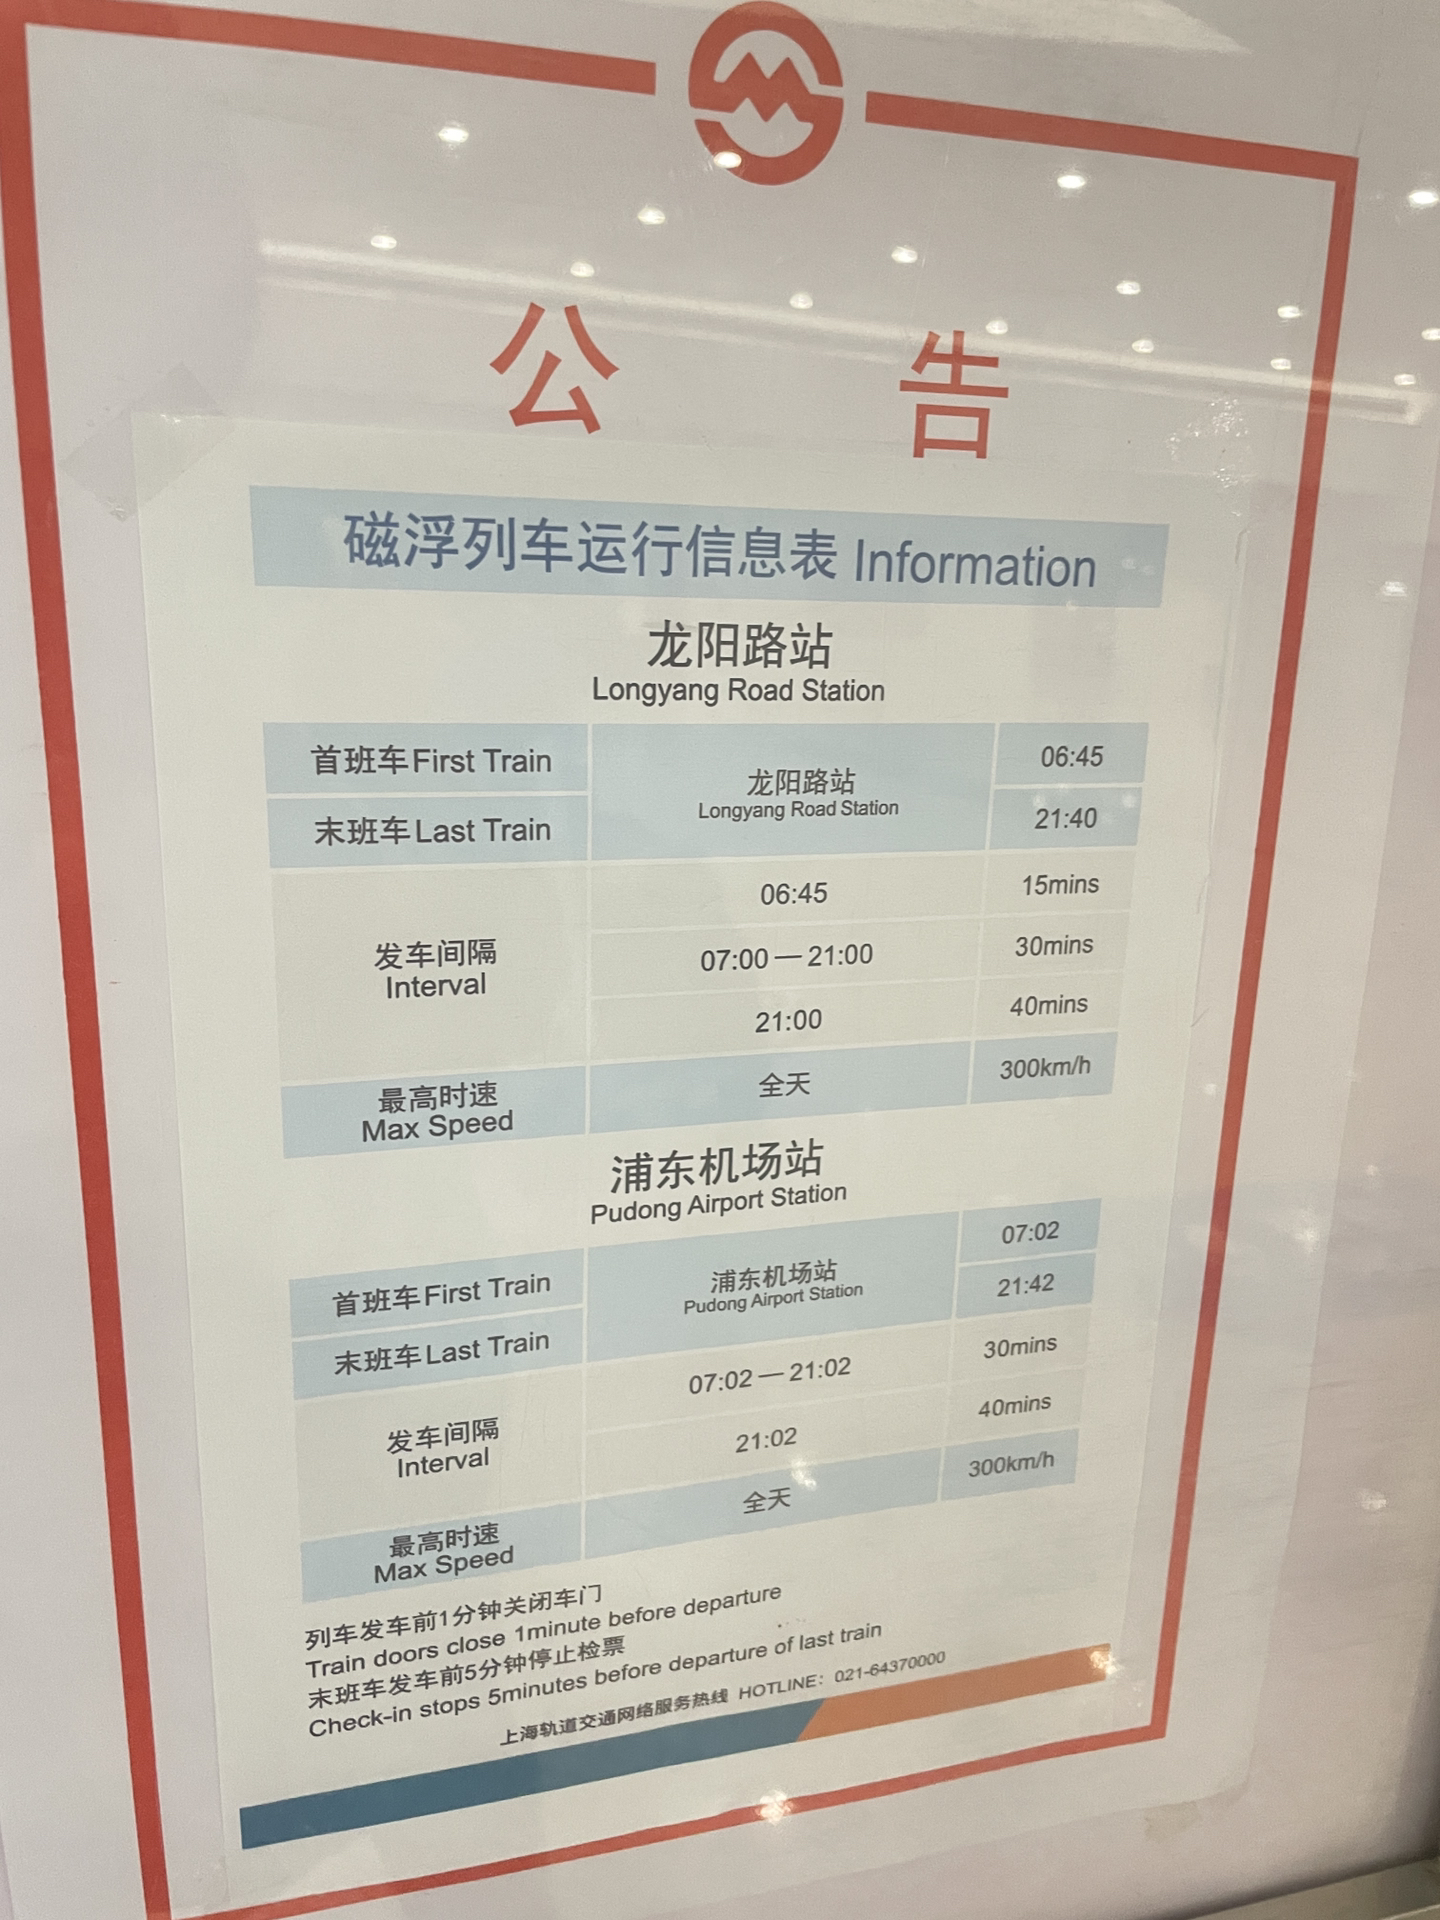 公告
磁浮列车运行信息表 Information
龙阳路站
Longyang Road Station
首班车 First Train
龙阳路站
Longyang Road Station
06:45
末班车 Last Train
21:40
发车间隔
Interval
06:45
15mins
07:00 — 21:00
30mins
21:00
40mins
最高时速
Max Speed
全天
300km/h
浦东机场站
Pudong Airport Station
首班车 First Train
浦东机场站
Pudong Airport Station
07:02
末班车 Last Train
21:42
发车间隔
Interval
07:02 — 21:02
30mins
21:02
40mins
最高时速
Max Speed
全天
300km/h
列车发车前1分钟关闭车门
Train doors close 1minute before departure
末班车发车前5分钟停止检票
Check-in stops 5minutes before departure of last train
上海轨道交通网络服务热线 HOTLINE: 021-64370000